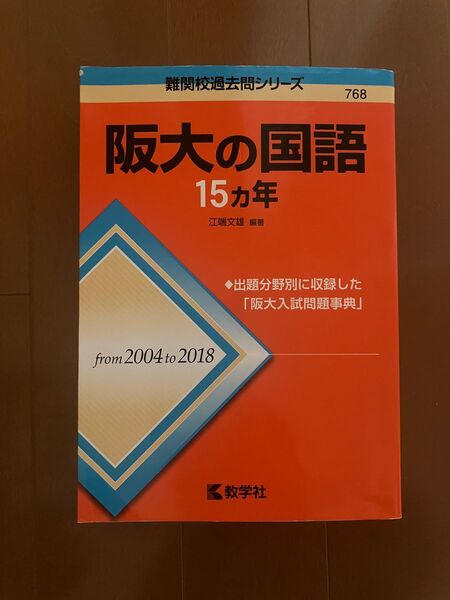 難関校過去問シリーズ
768
阪大の国語
15ヵ年
江端文雄 編著
◆出題分野別に収録した
「阪大入試問題事典」
from 2004 to 2018
教学社